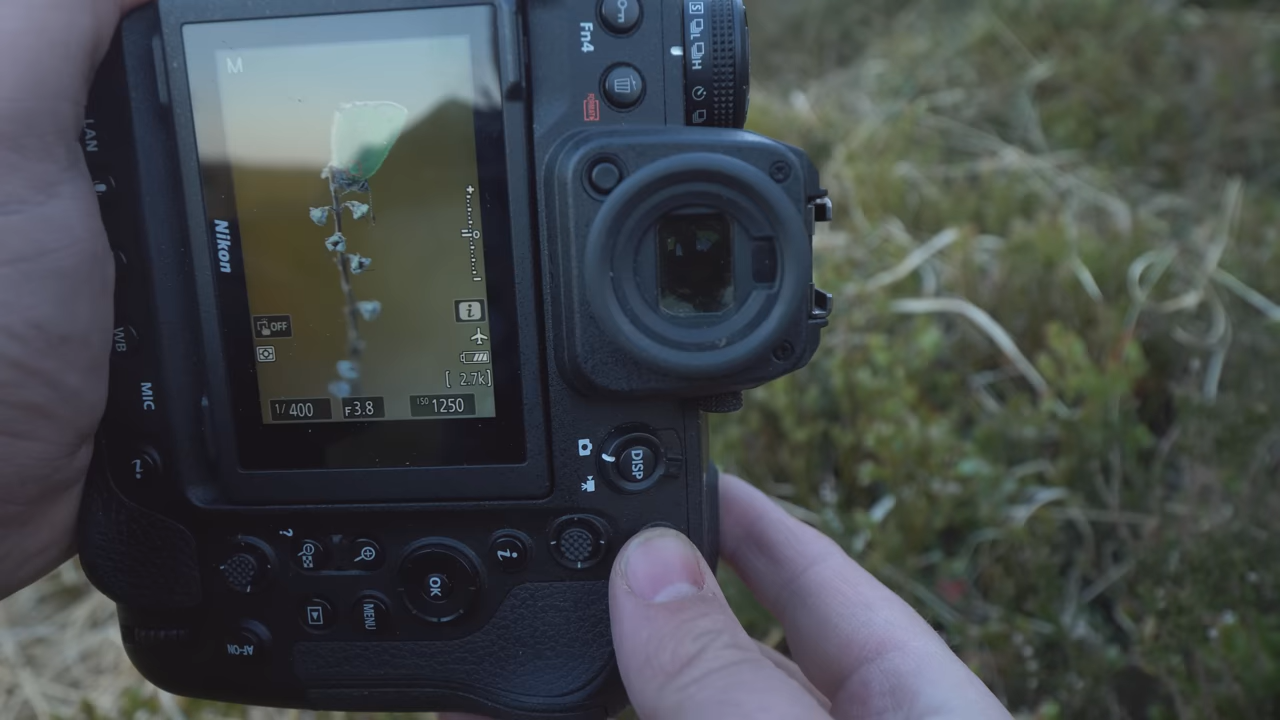 M
OFF
i
[ 2.7k]
1/400
F3.8
ISO 1250
Nikon
LAN
WB
MIC
Fn4
S
L
H
DISP
?
i
OK
MENU
AF-ON